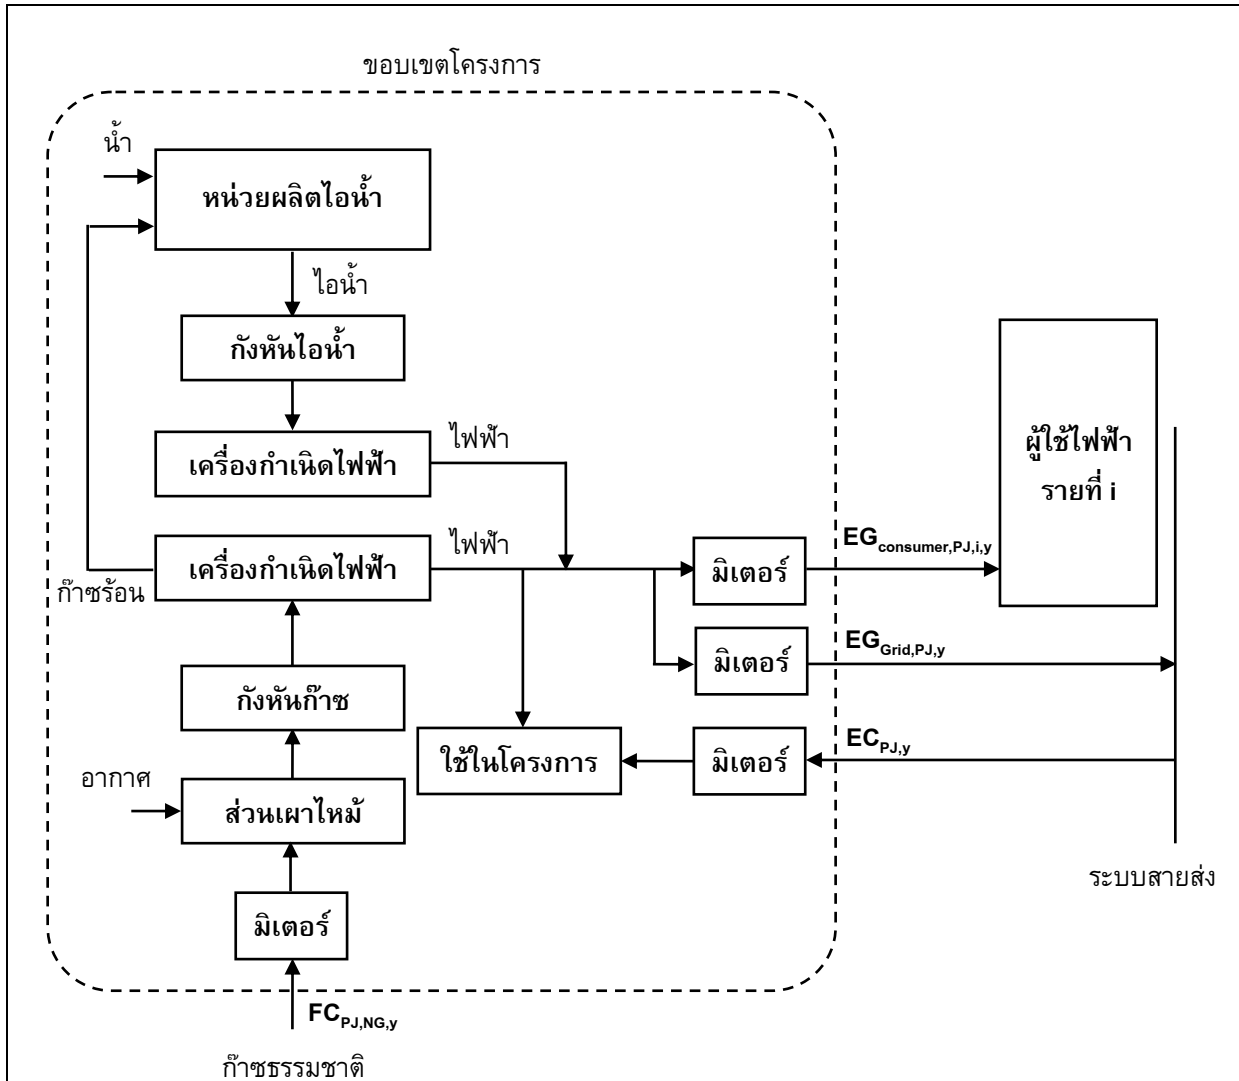 ขอบเขตโครงการ
น้ำ
หน่วยผลิตไอน้ำ
ไอน้ำ
กังหันไอน้ำ
ไฟฟ้า
เครื่องกำเนิดไฟฟ้า
ผู้ใช้ไฟฟ้า
รายที่ i
ไฟฟ้า
เครื่องกำเนิดไฟฟ้า
ก๊าซร้อน
มิเตอร์
EGconsumer,PJ,i,y
มิเตอร์
EGGrid,PJ,y
กังหันก๊าซ
ใช้ในโครงการ
มิเตอร์
ECPJ,y
อากาศ
ส่วนเผาไหม้
ระบบสายส่ง
มิเตอร์
FCPJ,NG,y
ก๊าซธรรมชาติ